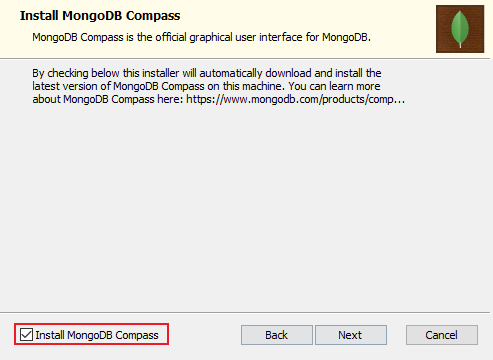 Install MongoDB Compass
MongoDB Compass is the official graphical user interface for MongoDB.
By checking below this installer will automatically download and install the
latest version of MongoDB Compass on this machine. You can learn more
about MongoDB Compass here: https://www.mongodb.com/products/comp...
Install MongoDB Compass
Back
Next
Cancel